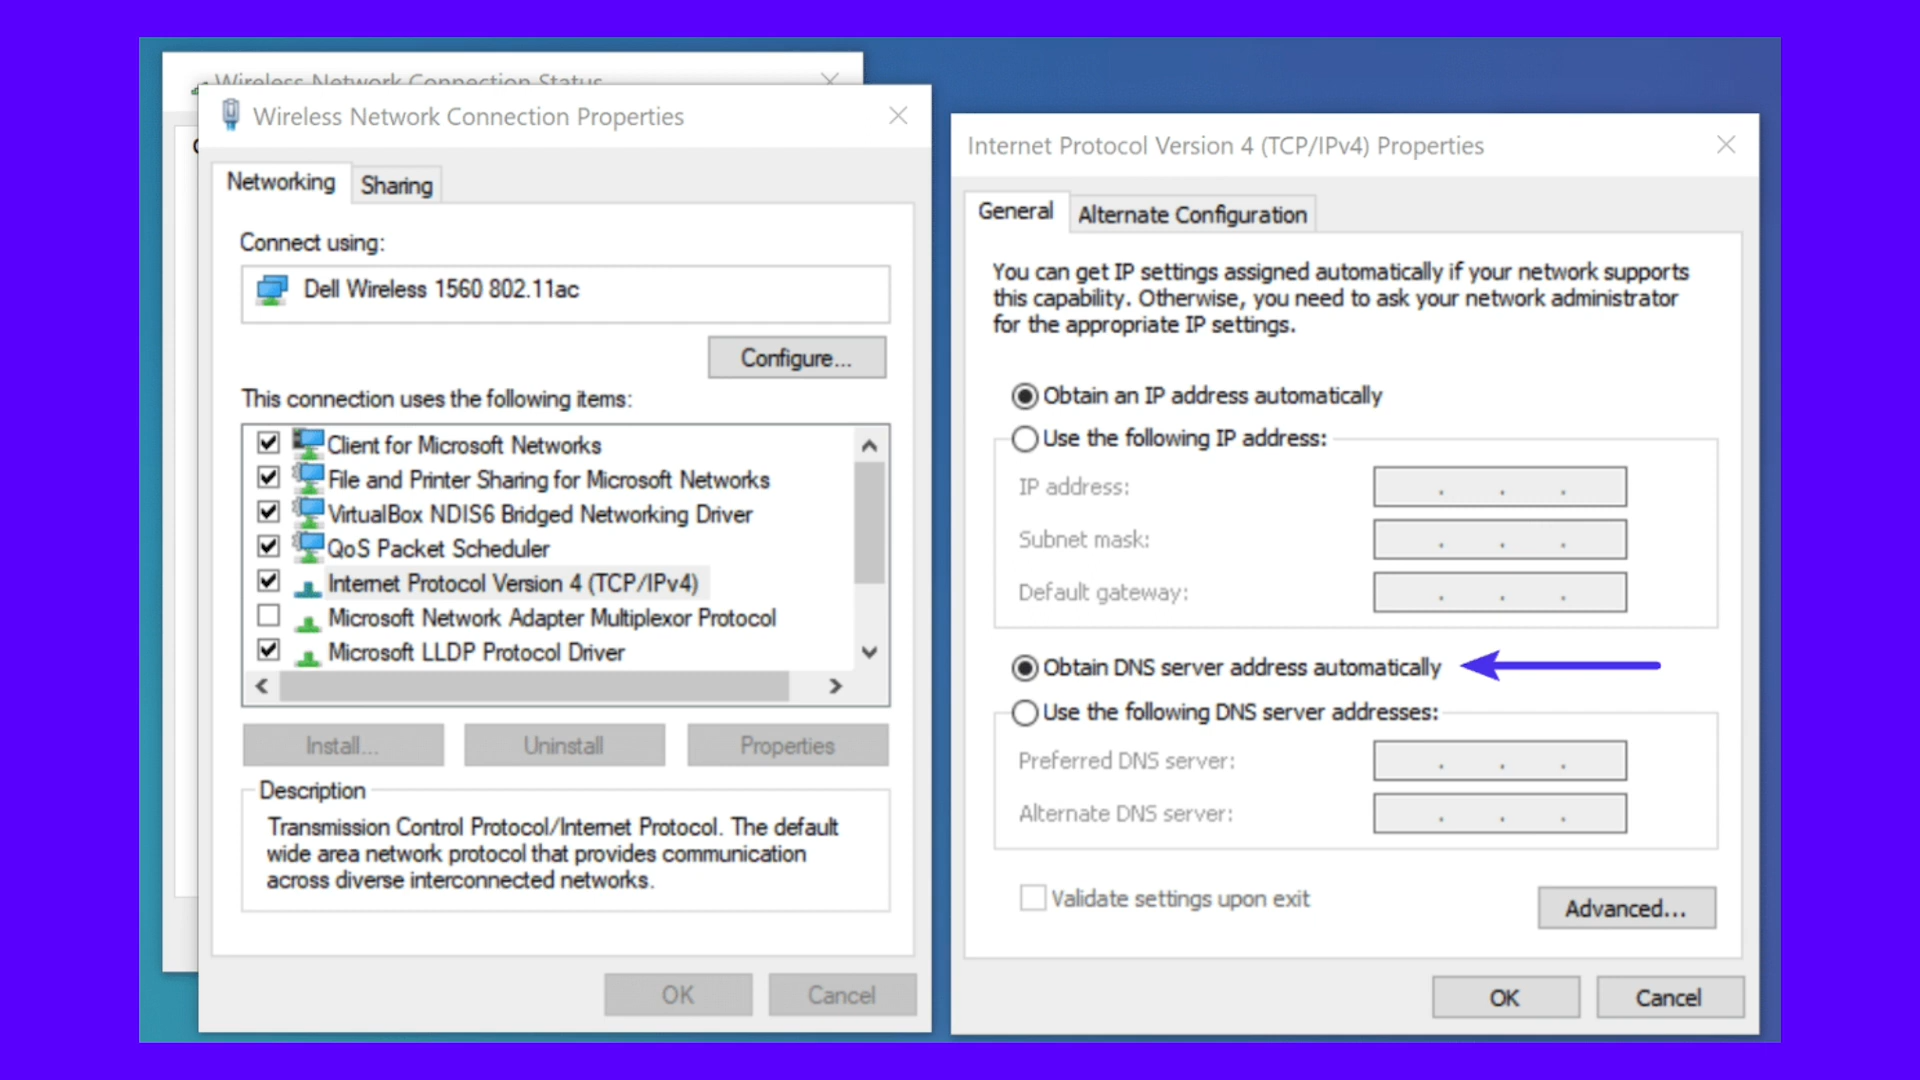 Wireless Network Connection Status
Wireless Network Connection Properties
Networking
Sharing
Connect using:
Dell Wireless 1560 802.11ac
Configure...
This connection uses the following items:
Client for Microsoft Networks
File and Printer Sharing for Microsoft Networks
VirtualBox NDIS6 Bridged Networking Driver
QoS Packet Scheduler
Internet Protocol Version 4 (TCP/IPv4)
Microsoft Network Adapter Multiplexor Protocol
Microsoft LLDP Protocol Driver
Install...
Uninstall
Properties
Description
Transmission Control Protocol/Internet Protocol. The default
wide area network protocol that provides communication
across diverse interconnected networks.
OK
Cancel
Internet Protocol Version 4 (TCP/IPv4) Properties
General
Alternate Configuration
You can get IP settings assigned automatically if your network supports
this capability. Otherwise, you need to ask your network administrator
for the appropriate IP settings.
Obtain an IP address automatically
Use the following IP address:
IP address:
Subnet mask:
Default gateway:
Obtain DNS server address automatically
Use the following DNS server addresses:
Preferred DNS server:
Alternate DNS server:
Validate settings upon exit
Advanced...
OK
Cancel